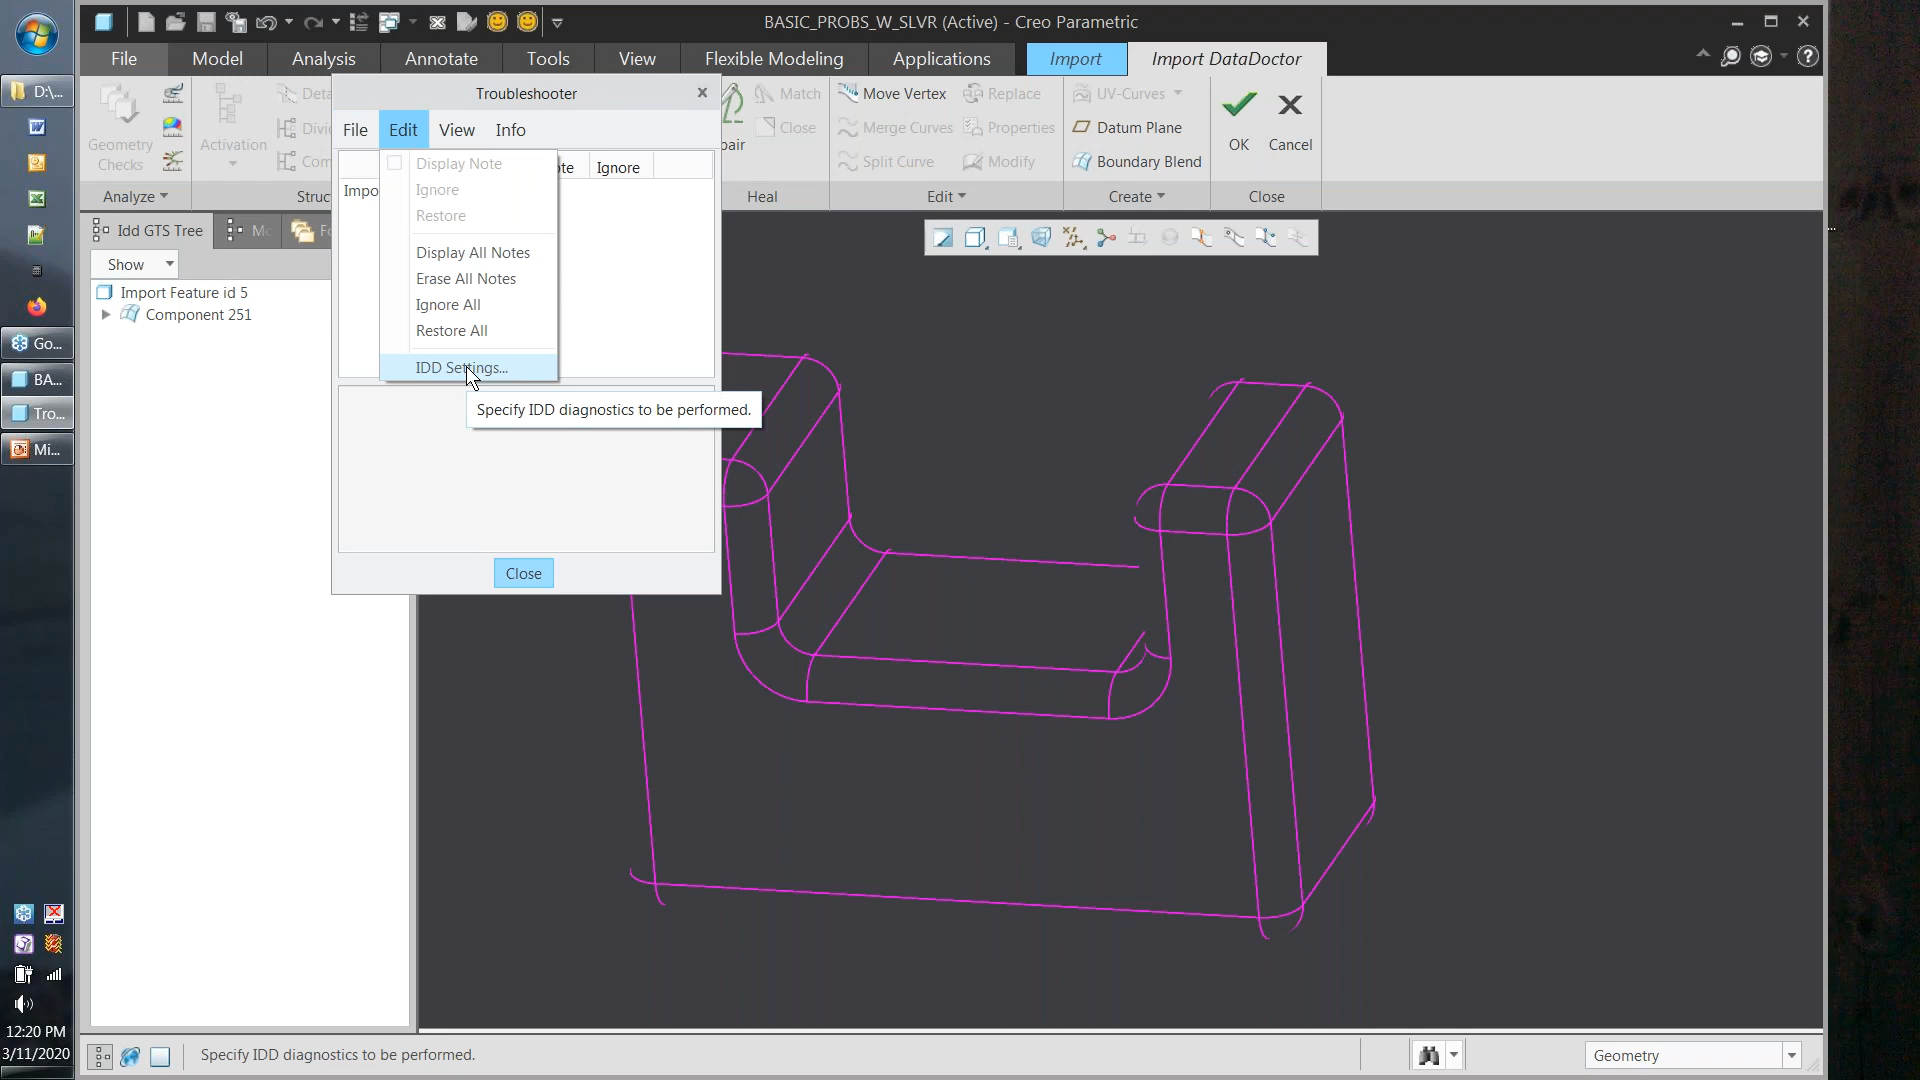 BASIC_PROBS_W_SLVR (Active) - Creo Parametric
File
Model
Analysis
Annotate
Tools
View
Flexible Modeling
Applications
Import
Import DataDoctor
Geometry
Checks
Activation
Match
Close
Move Vertex
Merge Curves
Split Curve
Replace
Properties
Modify
UV-Curves
Datum Plane
Boundary Blend
OK
Cancel
Analyze
Heal
Edit
Create
Close
Troubleshooter
File
Edit
View
Info
Ignore
Display Note
Ignore
Restore
Display All Notes
Erase All Notes
Ignore All
Restore All
IDD Settings...
Specify IDD diagnostics to be performed.
Close
Idd GTS Tree
Show
Import Feature id 5
Component 251
D:\...
Go...
BA...
Tro...
Mi...
12:20 PM
3/11/2020
Specify IDD diagnostics to be performed.
Geometry